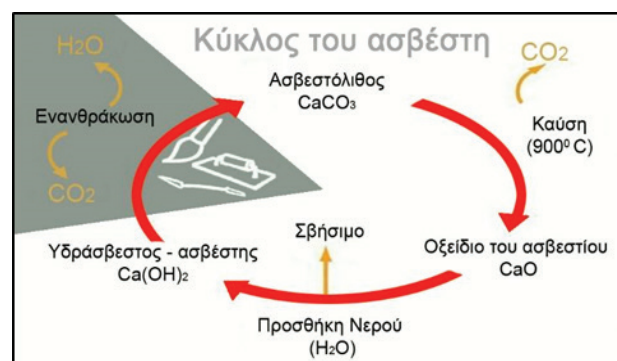 Κύκλος του ασβέστη
H₂O
CO₂
Ασβεστόλιθος
CaCO₃
Ενανθράκωση
Καύση
(900⁰ C)
CO₂
Υδράσβεστος - ασβέστης
Ca(OH)₂
Σβήσιμο
Οξείδιο του ασβεστίου
CaO
Προσθήκη Νερού
(H₂O)